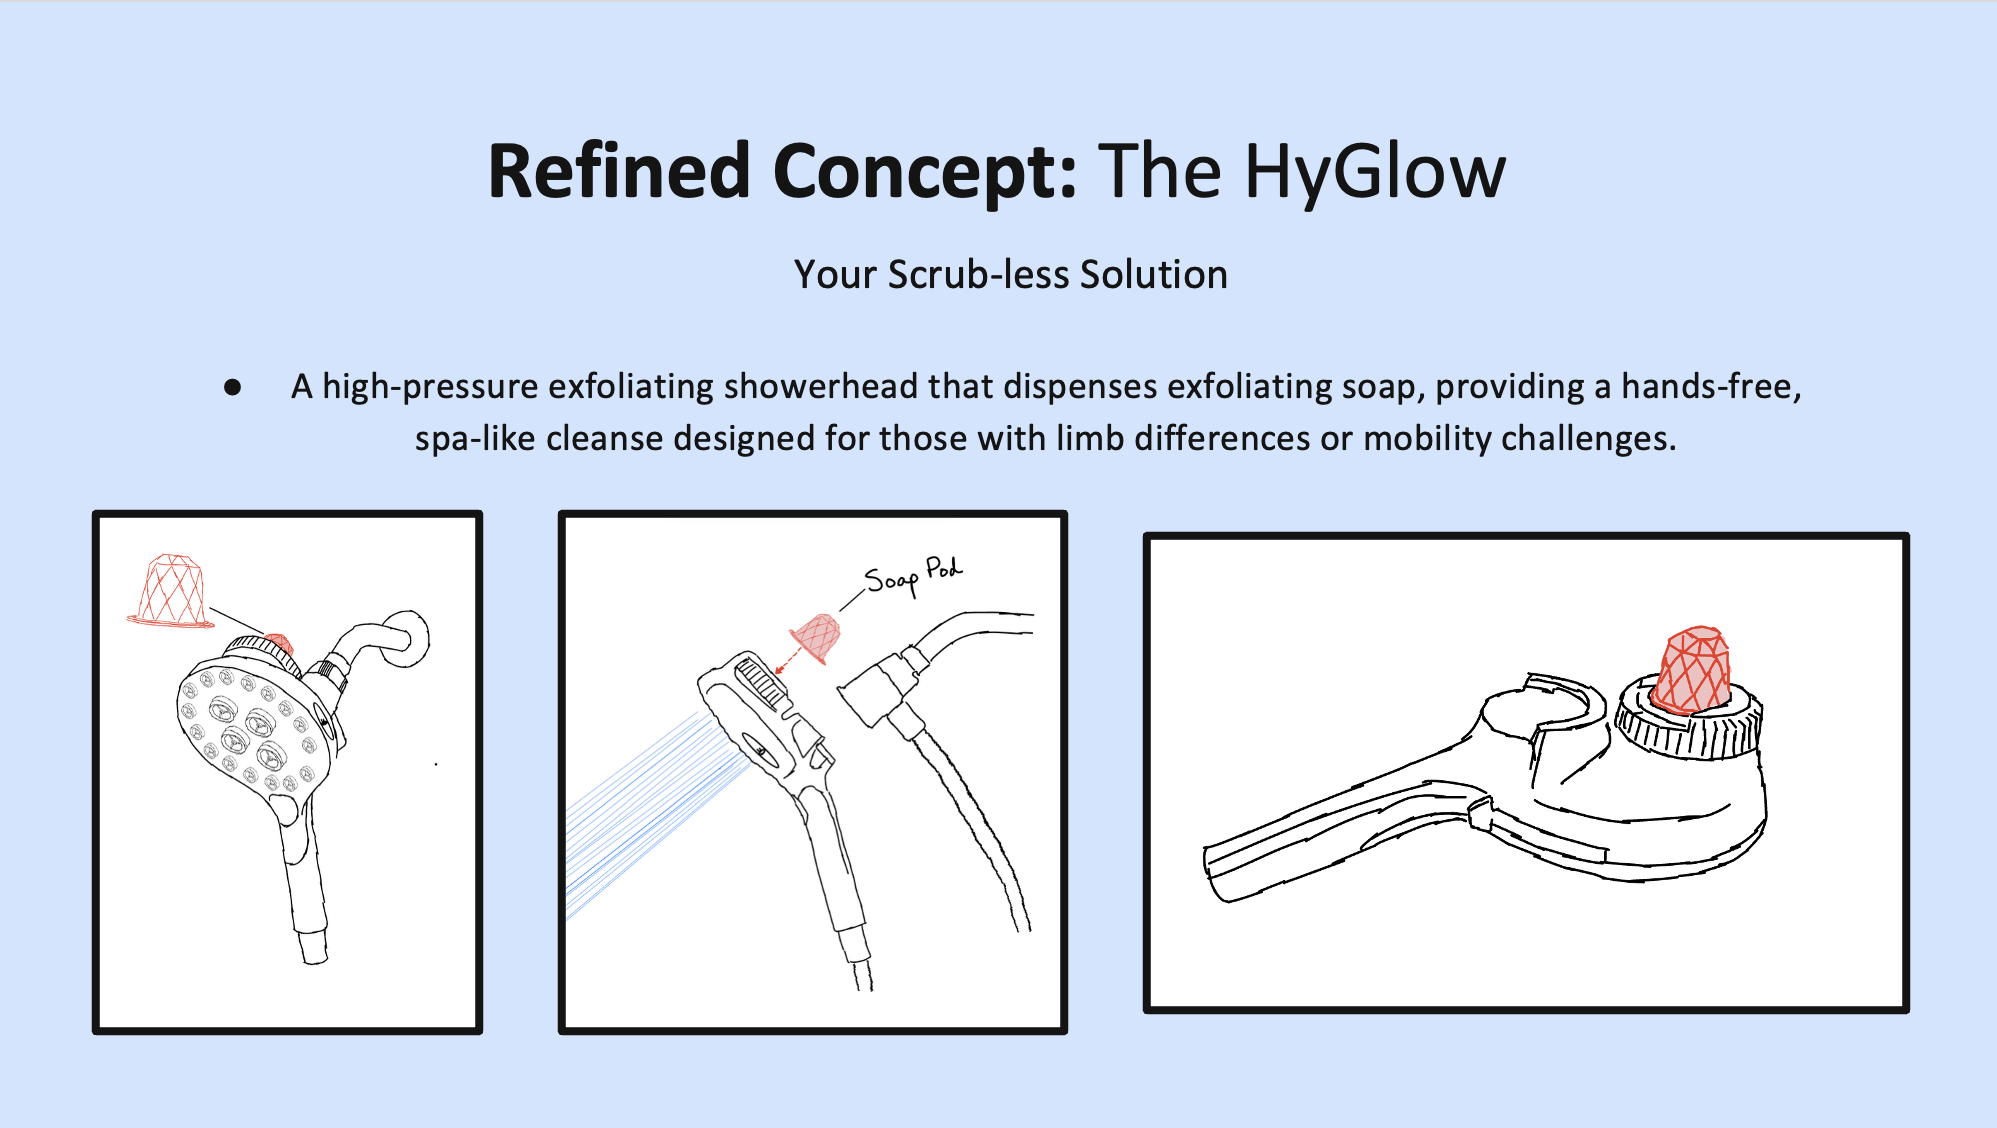 Refined Concept: The HyGlow
Your Scrub-less Solution
● A high-pressure exfoliating showerhead that dispenses exfoliating soap, providing a hands-free,
spa-like cleanse designed for those with limb differences or mobility challenges.
Soap Pod